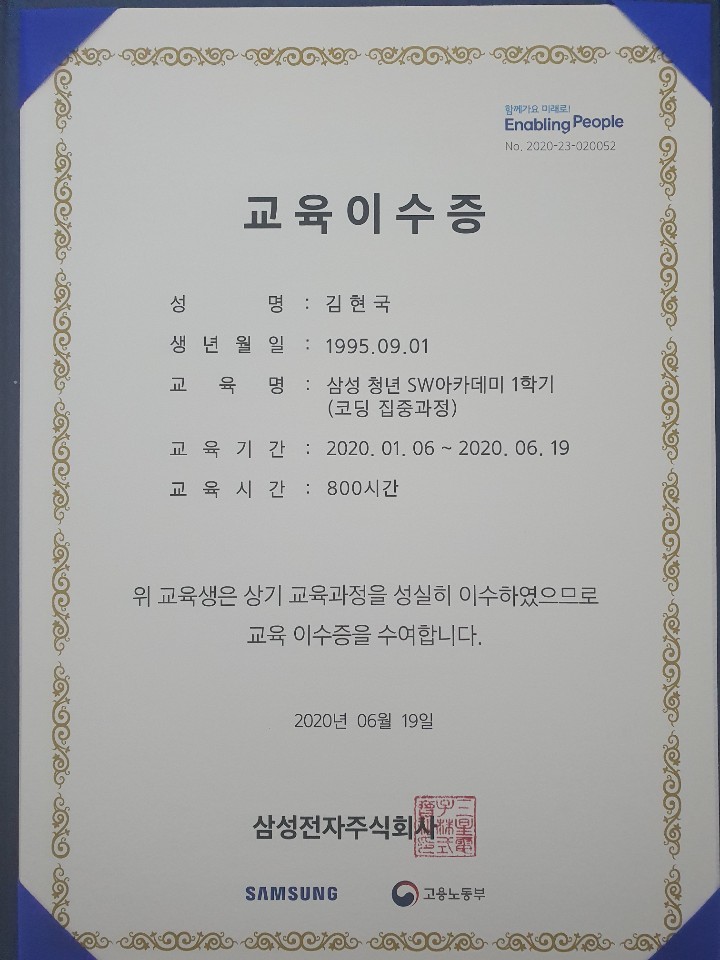 함께가요 미래로!
Enabling People
No. 2020-23-020052
교육이수증
성 명 : 김현국
생년월일 : 1995.09.01
교 육 명 : 삼성 청년 SW아카데미 1학기
(코딩 집중과정)
교육기간 : 2020. 01. 06 ~ 2020. 06. 19
교육시간 : 800시간
위 교육생은 상기 교육과정을 성실히 이수하였으므로
교육 이수증을 수여합니다.
2020년 06월 19일
삼성전자주식회사
SAMSUNG 고용노동부